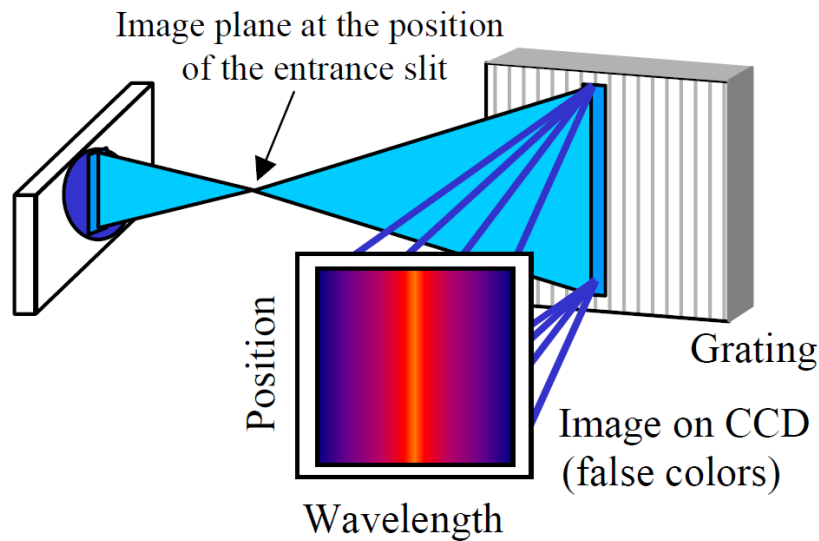 Image plane at the position
of the entrance slit
Grating
Position
Image on CCD
(false colors)
Wavelength